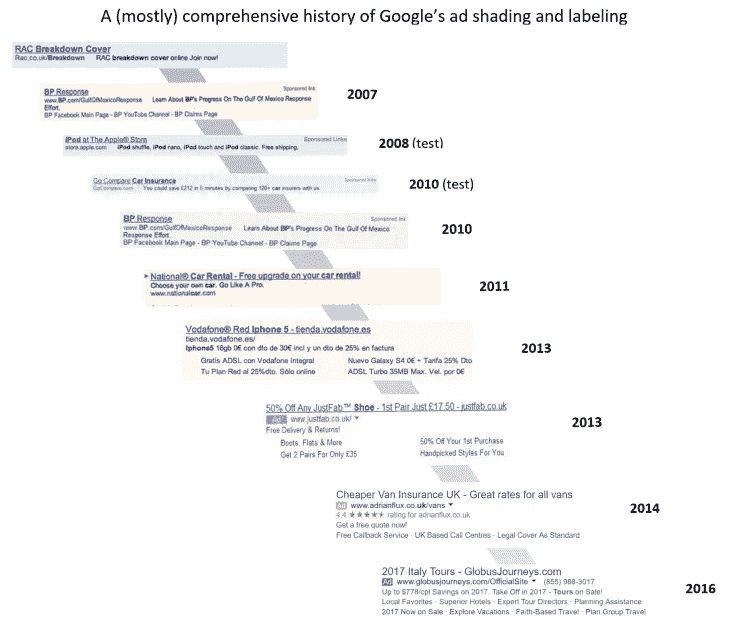 A (mostly) comprehensive history of Google's ad shading and labeling
RAC Breakdown Cover
Rac.co.uk/Breakdown RAC breakdown cover online Join now!
BP Response Sponsored Link
www.BP.com/GulfOfMexicoResponse Learn About BP's Progress On The Gulf Of Mexico Response
Effort.
BP Facebook Main Page - BP YouTube Channel - BP Claims Page
2007
iPod at The Apple® Store Sponsored Links
store.apple.com iPod shuffle, iPod nano, iPod touch and iPod classic. Free shipping.
2008 (test)
Go Compare Car Insurance Sponsored links
GoCompare.com You could save £212 in 8 minutes by comparing 120+ car insurers with us
2010 (test)
BP Response Sponsored link
www.BP.com/GulfOfMexicoResponse Learn About BP's Progress On The Gulf Of Mexico
Response Effort.
BP Facebook Main Page - BP YouTube Channel - BP Claims Page
2010
National® Car Rental - Free upgrade on your car rental!
Choose your own car. Go Like A Pro.
www.nationalcar.com
2011
Vodafone® Red Iphone 5 - tienda.vodafone.es
tienda.vodafone.es/
Iphone5 16gb 0€ con dto de 30€ incl y un dto de 25% en factura
Gratis ADSL con Vodafone Integral Nuevo Galaxy S4 0€ + Tarifa 25% Dto
Tu Plan Red al 25%dto. Sólo online ADSL Turbo 35MB Max. Vel. por 0€
2013
50% Off Any JustFab™ Shoe - 1st Pair Just £17.50 - justfab.co.uk
Ad www.justfab.co.uk/
Free Delivery & Returns!
Boots, Flats & More 50% Off Your 1st Purchase
Get 2 Pairs For Only £35 Handpicked Styles For You
2013
Cheaper Van Insurance UK - Great rates for all vans
Ad www.adrianflux.co.uk/vans
4.4 ★★★★★ rating for adrianflux.co.uk
Get a free quote now!
Free Callback Service · UK Based Call Centres · Legal Cover As Standard
2014
2017 Italy Tours - GlobusJourneys.com
Ad www.globusjourneys.com/OfficialSite (855) 988-3017
Up to $778/cpl Savings on 2017. Take Off in 2017 - Tours on Sale!
Local Favorites · Superior Hotels · Expert Tour Directors · Planning Assistance
2017 Now on Sale · Explore Vacations · Faith-Based Travel · Plan Group Travel
2016